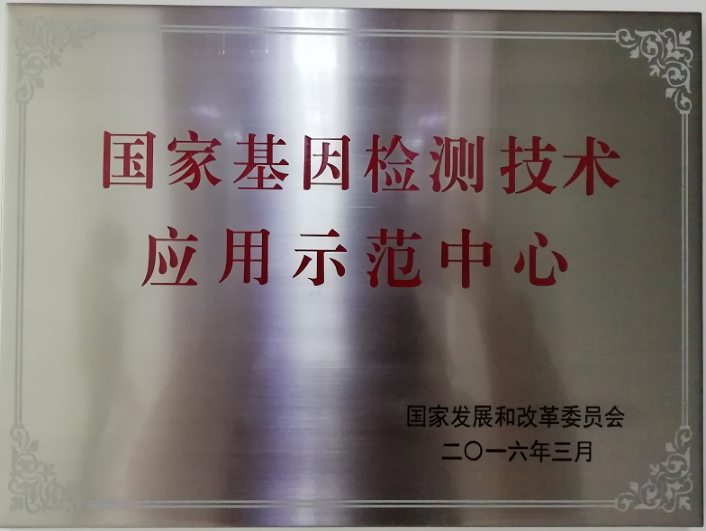 国家基因检测技术
应用示范中心
国家发展和改革委员会
二〇一六年三月